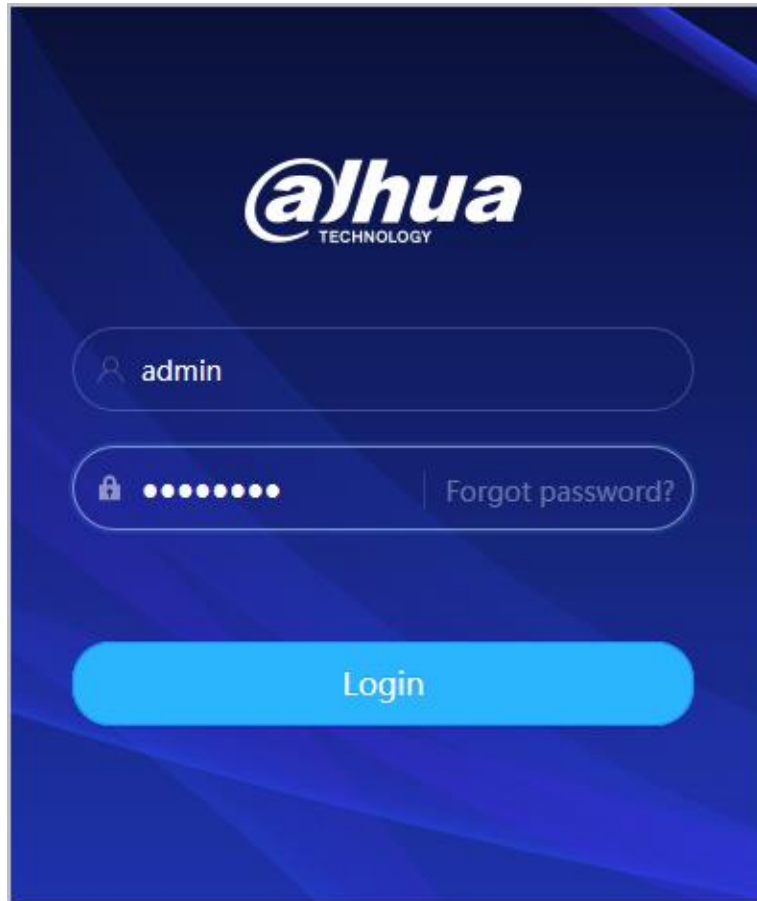 alhua
TECHNOLOGY
admin
••••••••
Forgot password?
Login